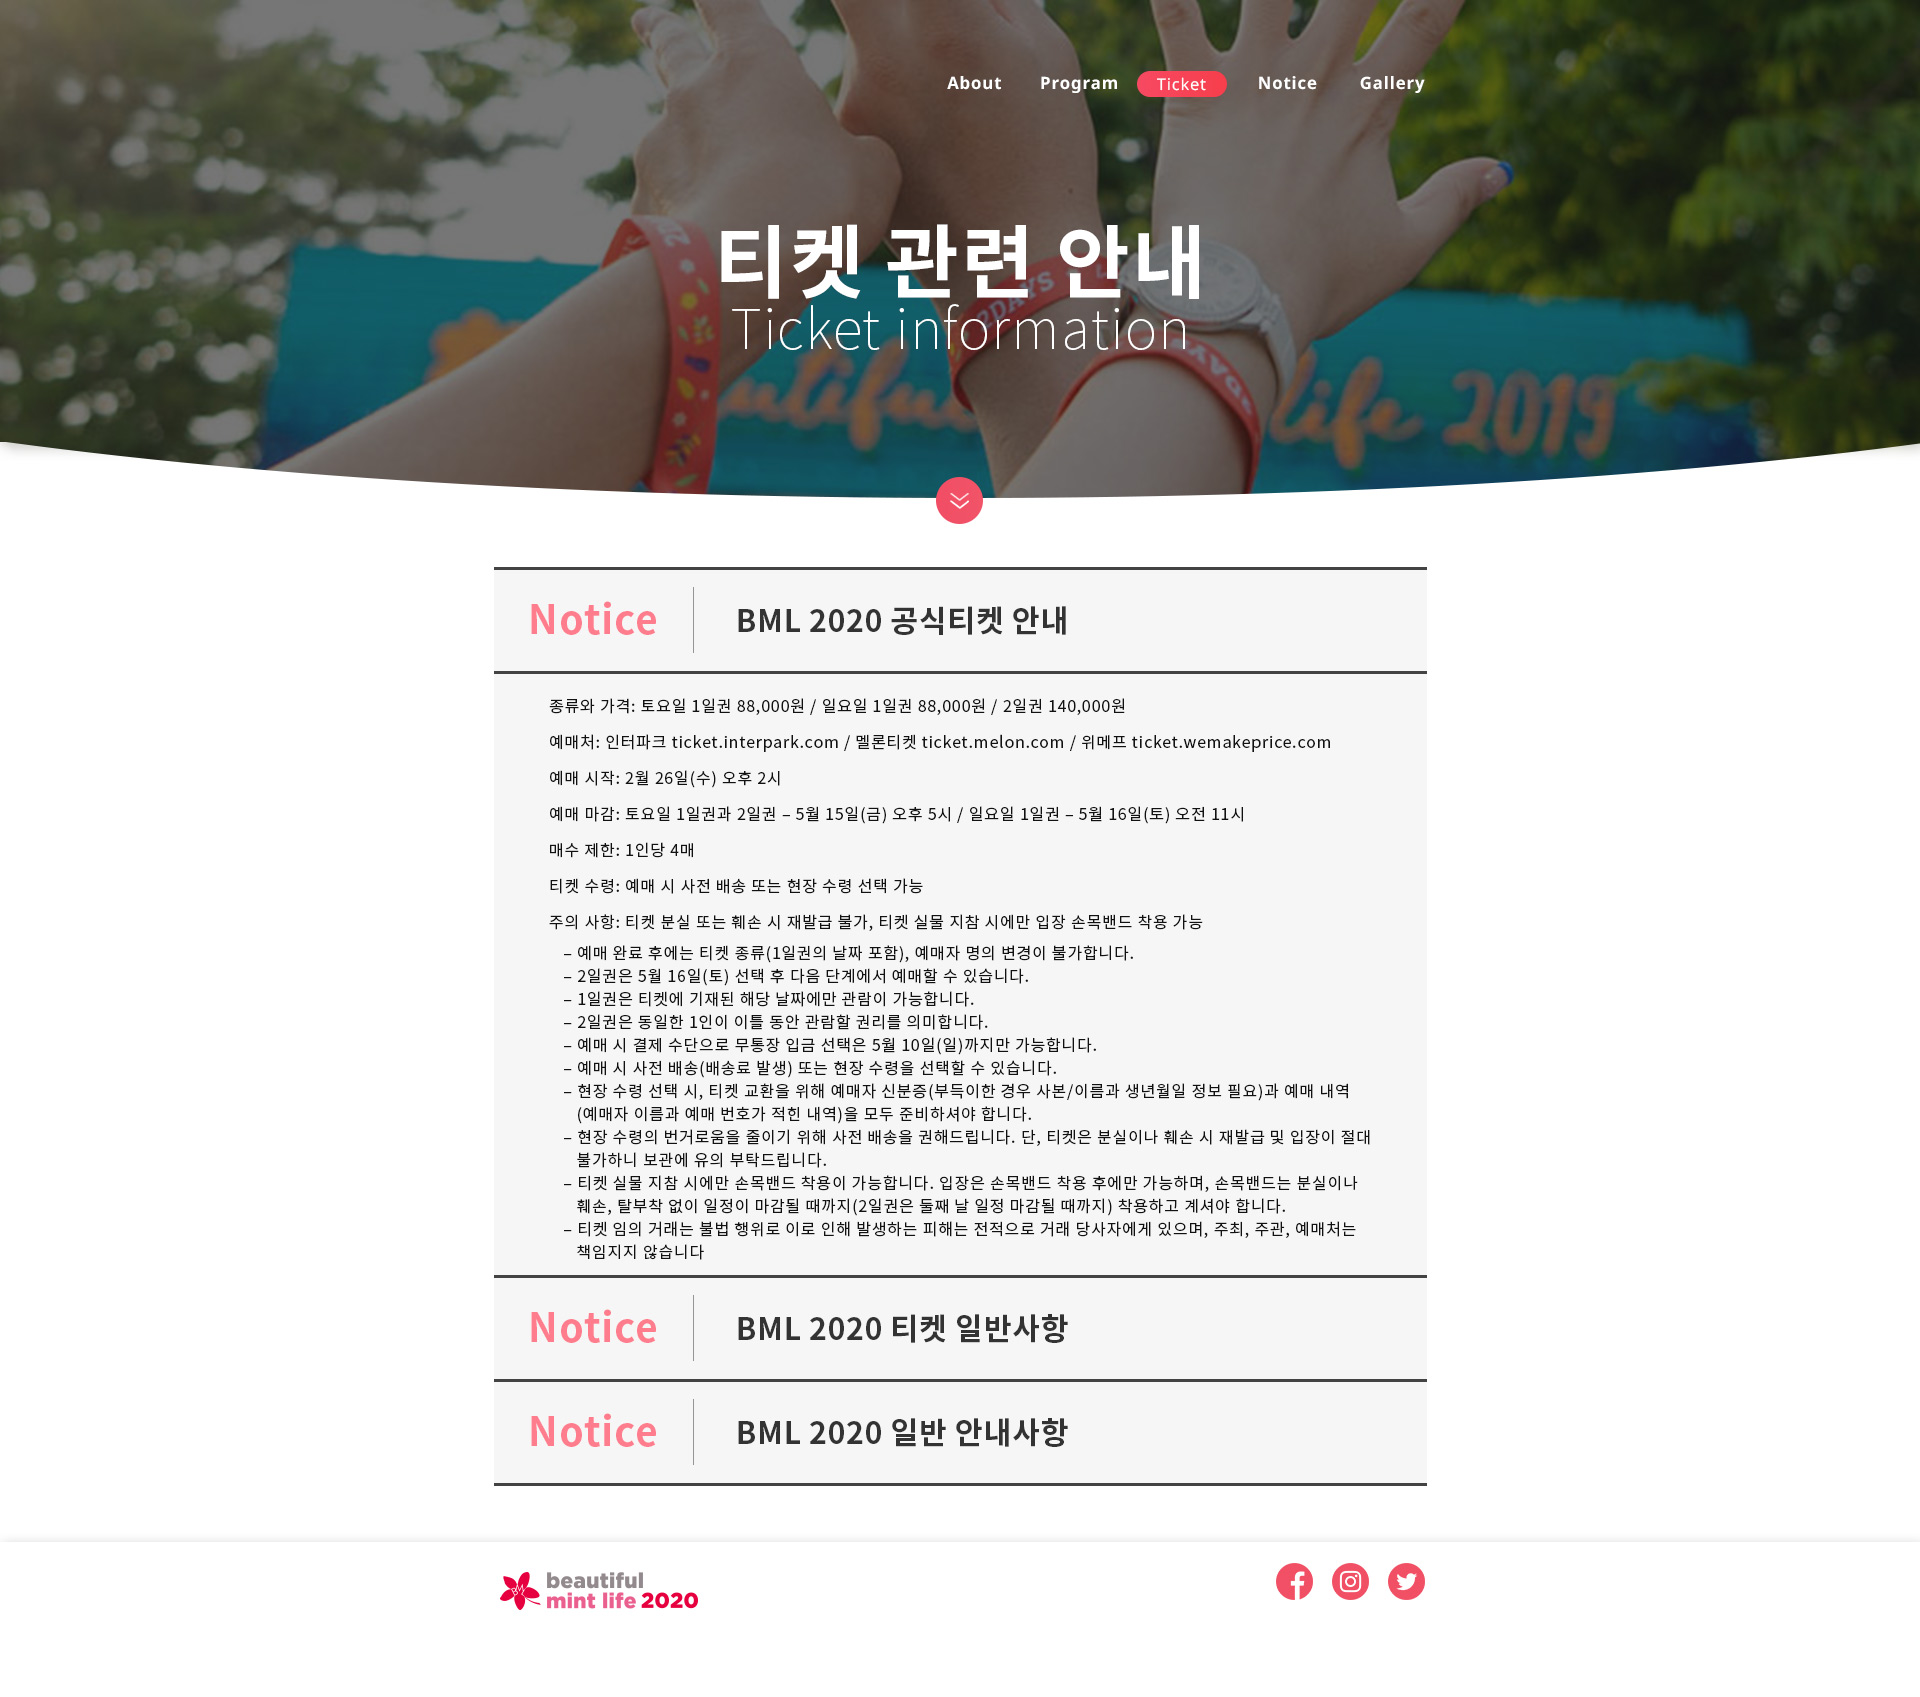 About Program Ticket Notice Gallery
티켓 관련 안내
Ticket information
2DAYS
utiful life 2019
Notice BML 2020 공식티켓 안내
종류와 가격: 토요일 1일권 88,000원 / 일요일 1일권 88,000원 / 2일권 140,000원
예매처: 인터파크 ticket.interpark.com / 멜론티켓 ticket.melon.com / 위메프 ticket.wemakeprice.com
예매 시작: 2월 26일(수) 오후 2시
예매 마감: 토요일 1일권과 2일권 – 5월 15일(금) 오후 5시 / 일요일 1일권 – 5월 16일(토) 오전 11시
매수 제한: 1인당 4매
티켓 수령: 예매 시 사전 배송 또는 현장 수령 선택 가능
주의 사항: 티켓 분실 또는 훼손 시 재발급 불가, 티켓 실물 지참 시에만 입장 손목밴드 착용 가능
– 예매 완료 후에는 티켓 종류(1일권의 날짜 포함), 예매자 명의 변경이 불가합니다.
– 2일권은 5월 16일(토) 선택 후 다음 단계에서 예매할 수 있습니다.
– 1일권은 티켓에 기재된 해당 날짜에만 관람이 가능합니다.
– 2일권은 동일한 1인이 이틀 동안 관람할 권리를 의미합니다.
– 예매 시 결제 수단으로 무통장 입금 선택은 5월 10일(일)까지만 가능합니다.
– 예매 시 사전 배송(배송료 발생) 또는 현장 수령을 선택할 수 있습니다.
– 현장 수령 선택 시, 티켓 교환을 위해 예매자 신분증(부득이한 경우 사본/이름과 생년월일 정보 필요)과 예매 내역
(예매자 이름과 예매 번호가 적힌 내역)을 모두 준비하셔야 합니다.
– 현장 수령의 번거로움을 줄이기 위해 사전 배송을 권해드립니다. 단, 티켓은 분실이나 훼손 시 재발급 및 입장이 절대
불가하니 보관에 유의 부탁드립니다.
– 티켓 실물 지참 시에만 손목밴드 착용이 가능합니다. 입장은 손목밴드 착용 후에만 가능하며, 손목밴드는 분실이나
훼손, 탈부착 없이 일정이 마감될 때까지(2일권은 둘째 날 일정 마감될 때까지) 착용하고 계셔야 합니다.
– 티켓 임의 거래는 불법 행위로 이로 인해 발생하는 피해는 전적으로 거래 당사자에게 있으며, 주최, 주관, 예매처는
책임지지 않습니다
Notice BML 2020 티켓 일반사항
Notice BML 2020 일반 안내사항
beautiful
mint life 2020